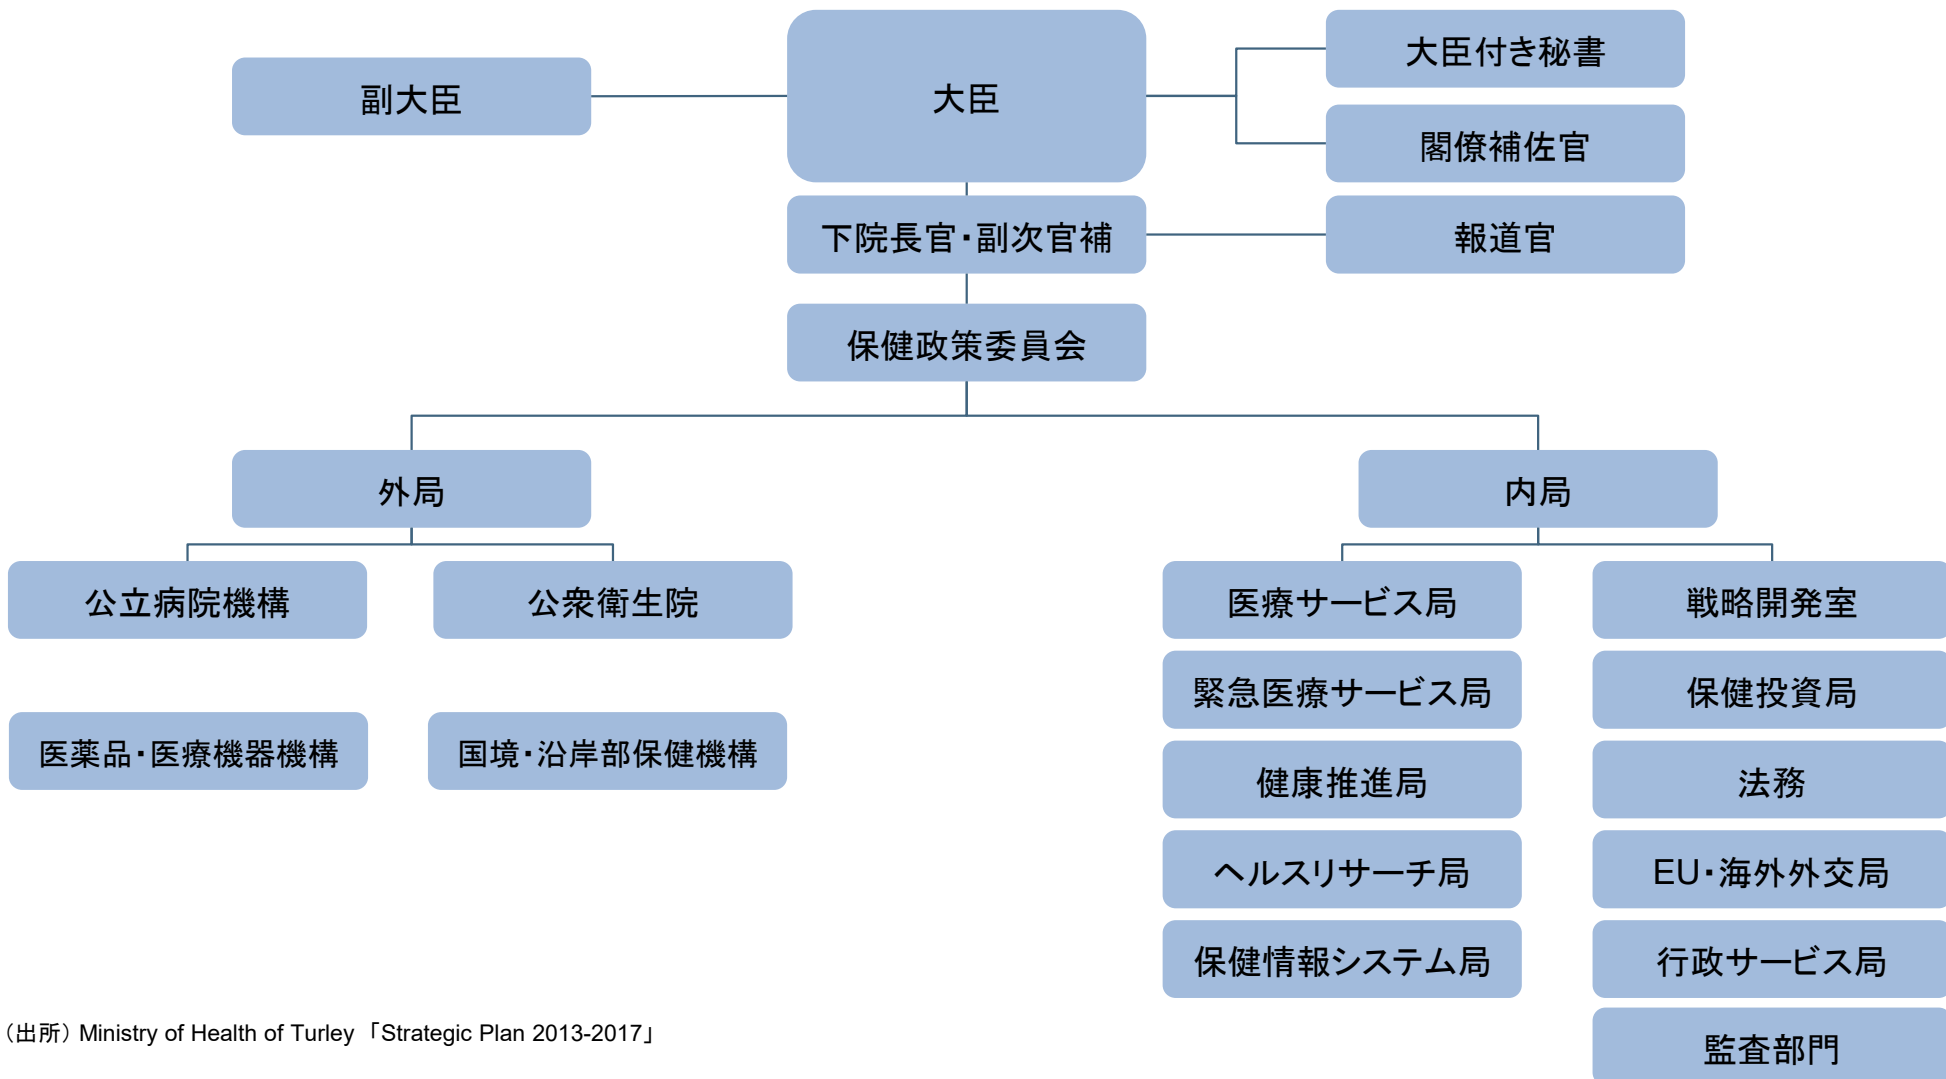 大臣付き秘書
副大臣
大臣
閣僚補佐官
下院長官・副次官補
報道官
保健政策委員会
外局
内局
公立病院機構
公衆衛生院
医療サービス局
戦略開発室
緊急医療サービス局
保健投資局
医薬品・医療機器機構
国境・沿岸部保健機構
健康推進局
法務
ヘルスリサーチ局
EU・海外外交局
保健情報システム局
行政サービス局
（出所） Ministry of Health of Turley 「Strategic Plan 2013-2017」
監査部門